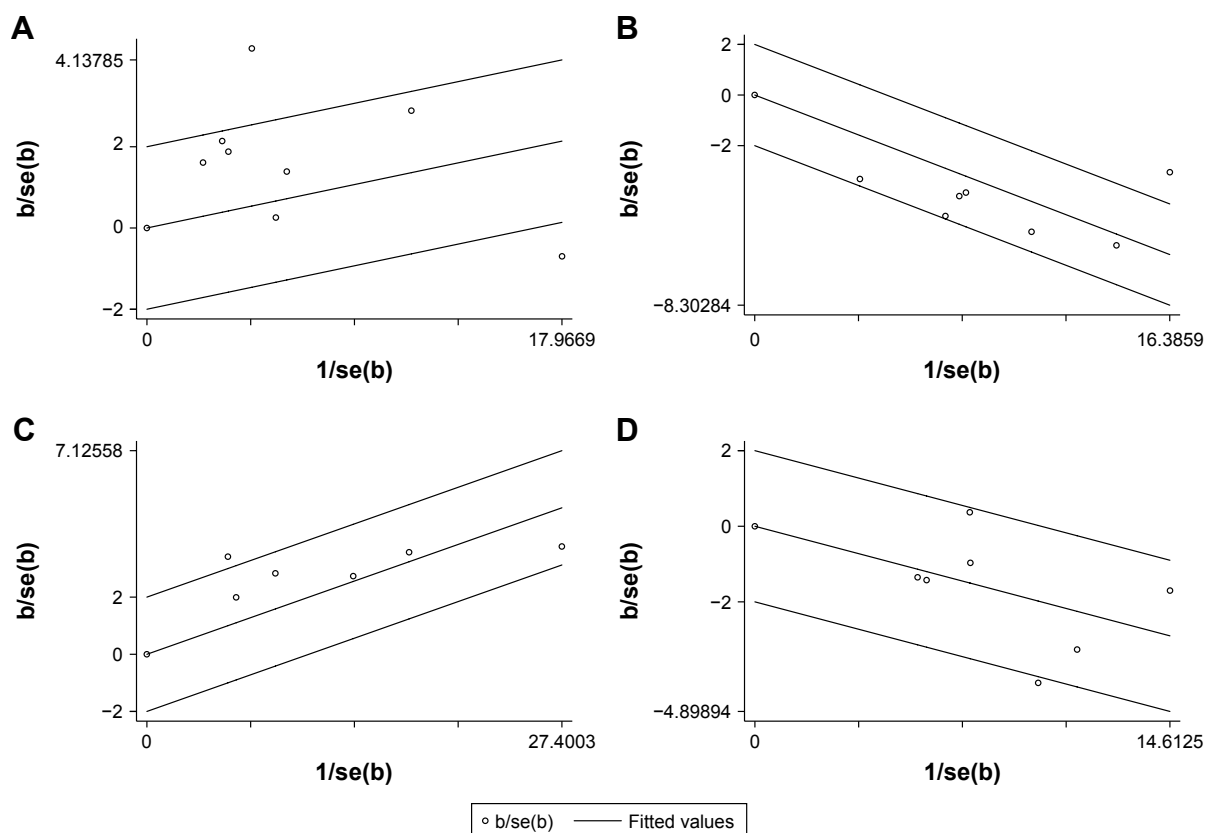 A
4.13785
2
0
−2
b/se(b)
0
17.9669
1/se(b)
B
2
0
−2
−8.30284
b/se(b)
0
16.3859
1/se(b)
C
7.12558
2
0
−2
b/se(b)
0
27.4003
1/se(b)
D
2
0
−2
−4.89894
b/se(b)
0
14.6125
1/se(b)
b/se(b) Fitted values